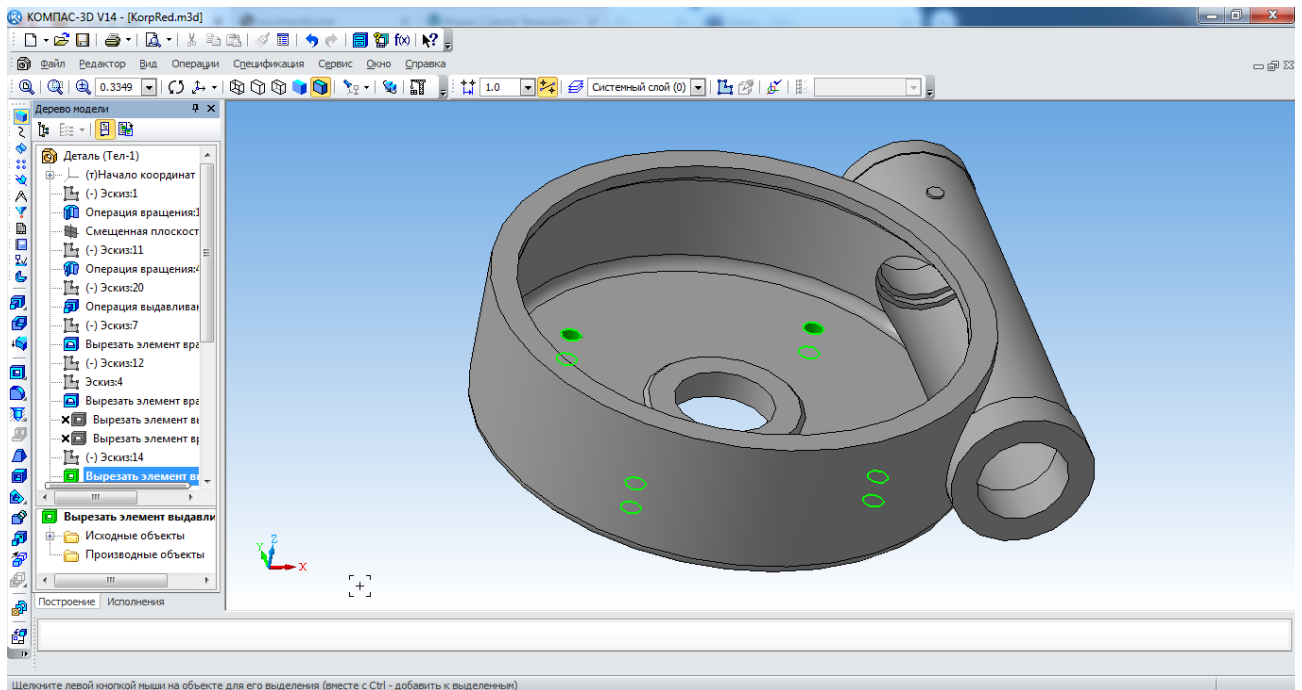 КОМПАС-3D V14 - [KorpRed.m3d]
Файл Редактор Вид Операции Спецификация Сервис Окно Справка
0.3349 1.0 Системный слой (0)
Дерево модели
Деталь (Тел-1)
(т)Начало координат
(-) Эскиз:1
Операция вращения:1
Смещенная плоскост
(-) Эскиз:11
Операция вращения:4
(-) Эскиз:20
Операция выдавливан
(-) Эскиз:7
Вырезать элемент вра
(-) Эскиз:12
Эскиз:4
Вырезать элемент вра
Вырезать элемент вы
Вырезать элемент вр
(-) Эскиз:14
Вырезать элемент вы
Вырезать элемент выдавли
Исходные объекты
Производные объекты
Построение Исполнения
Z
Y
X
Щелкните левой кнопкой мыши на объекте для его выделения (вместе с Ctrl - добавить к выделенным)